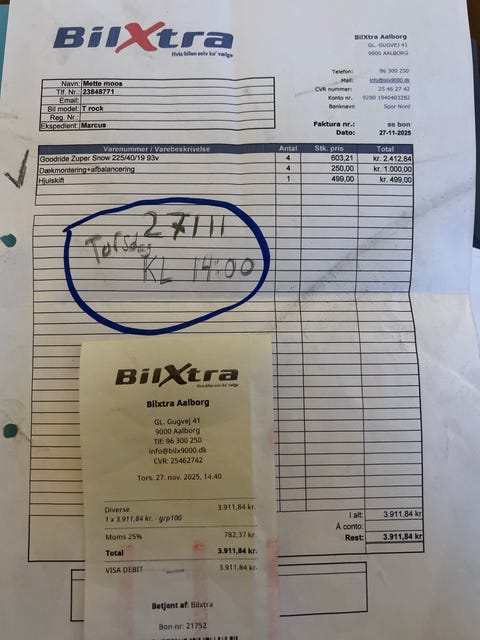 BilXtra
Hvis bilen selv ku' vælge
BilXtra Aalborg
GL. GUGVEJ 41
9000 AALBORG
Telefon: 96 300 250
Mail: info@bilx9000.dk
CVR nummer: 25 46 27 42
Konto nr. 9280 1940403282
Banknavn Spor Nord
Faktura nr.: se bon
Dato: 27-11-2025
Navn: Mette moos
Tlf. Nr.: 23848771
Email:
Bil model: T rock
Reg. Nr.:
Ekspedient: Marcus
Varenummer / Varebeskrivelse Antal Stk. pris Total
Goodride Zuper Snow 225/40/19 93v 4 603,21 kr. 2.412,84
Dækmontering+afbalancering 4 250,00 kr. 1.000,00
Hjulskift 1 499,00 kr. 499,00
27/11
Torsdag
KL 14:00
BilXtra
Bilxtra Aalborg
GL. Gugvej 41
9000 Aalborg
Tlf: 96 300 250
info@bilx9000.dk
CVR: 25462742
Tors. 27. nov. 2025, 14.40
Diverse 3.911,84 kr.
1 x 3.911,84 kr. - grp100
Moms 25% 782,37 kr.
Total 3.911,84 kr.
VISA DEBIT 3.911,84 kr.
Betjent af: Bilxtra
Bon-nr: 21752
I alt: 3.911,84 kr
Á conto:
Rest: 3.911,84 kr